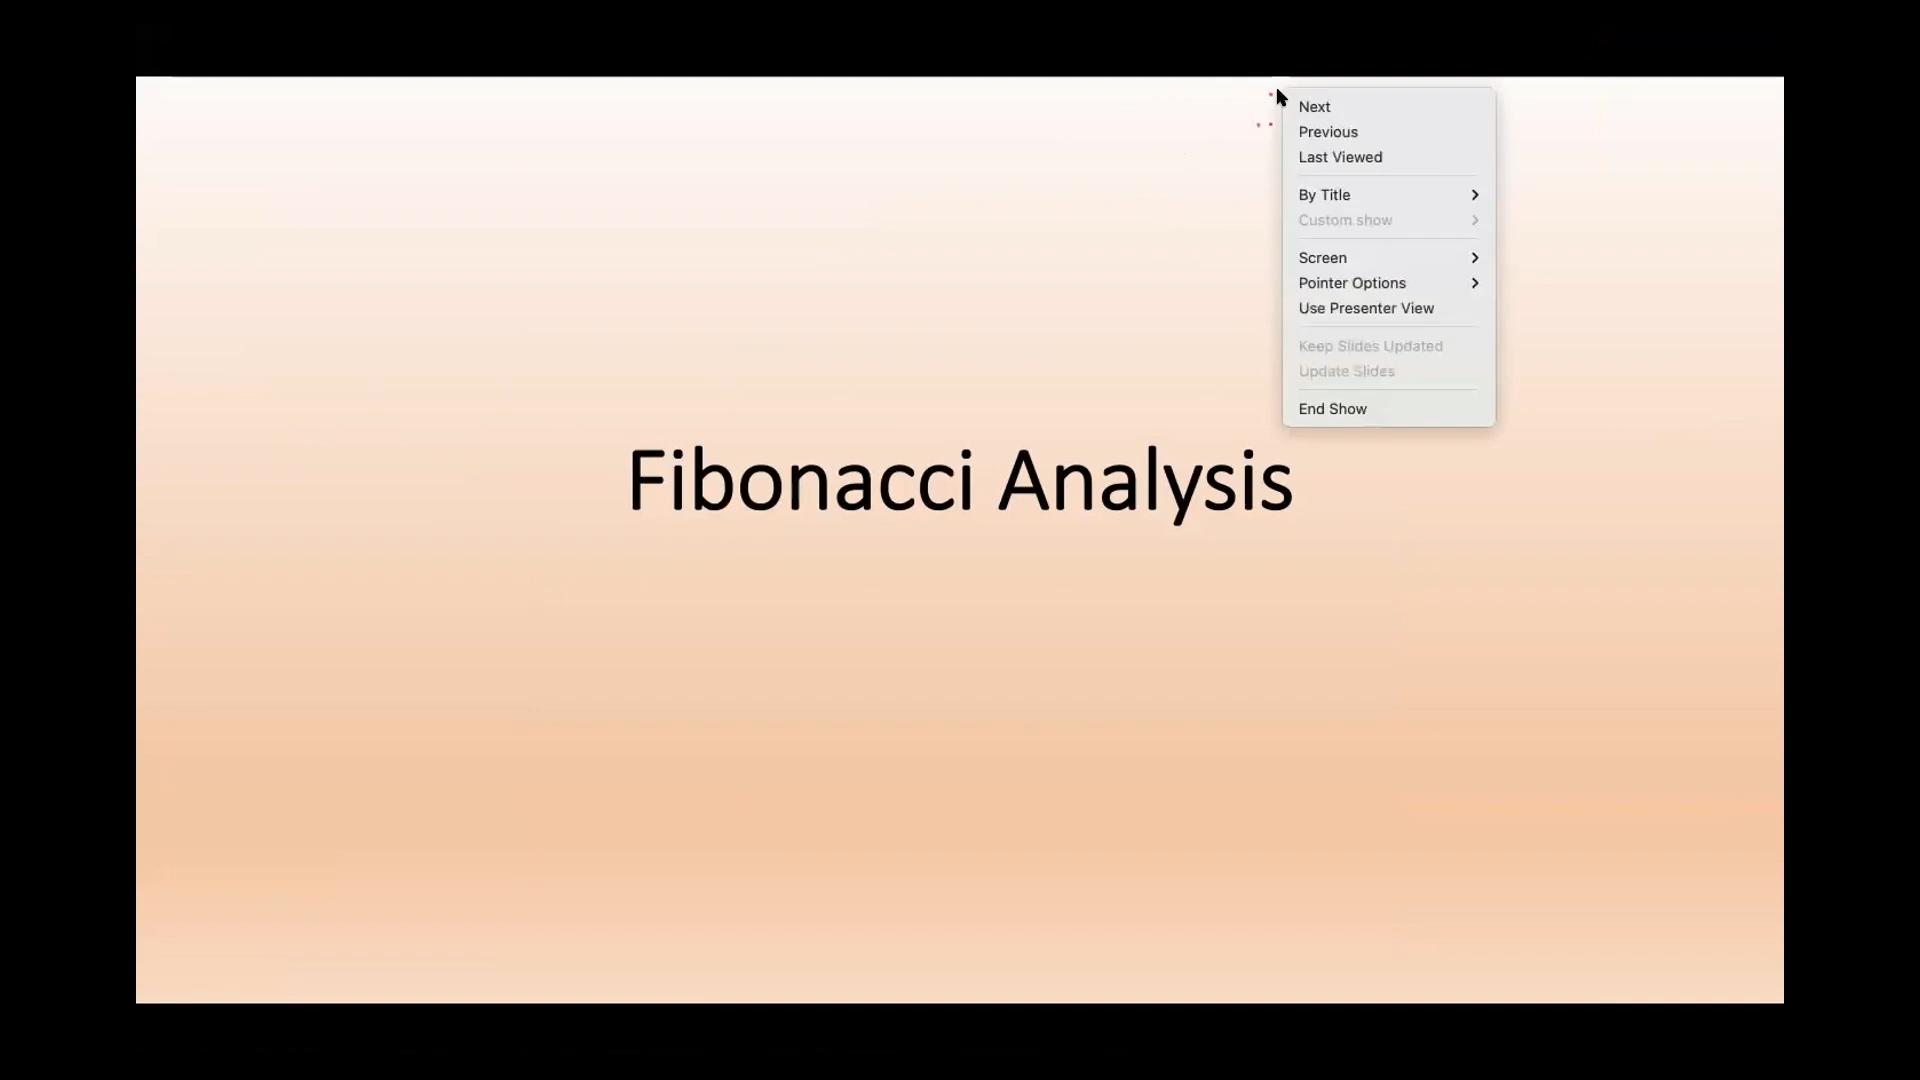 Next
Previous
Last Viewed
By Title
Custom show
Screen
Pointer Options
Use Presenter View
Keep Slides Updated
Update Slides
End Show
Fibonacci Analysis